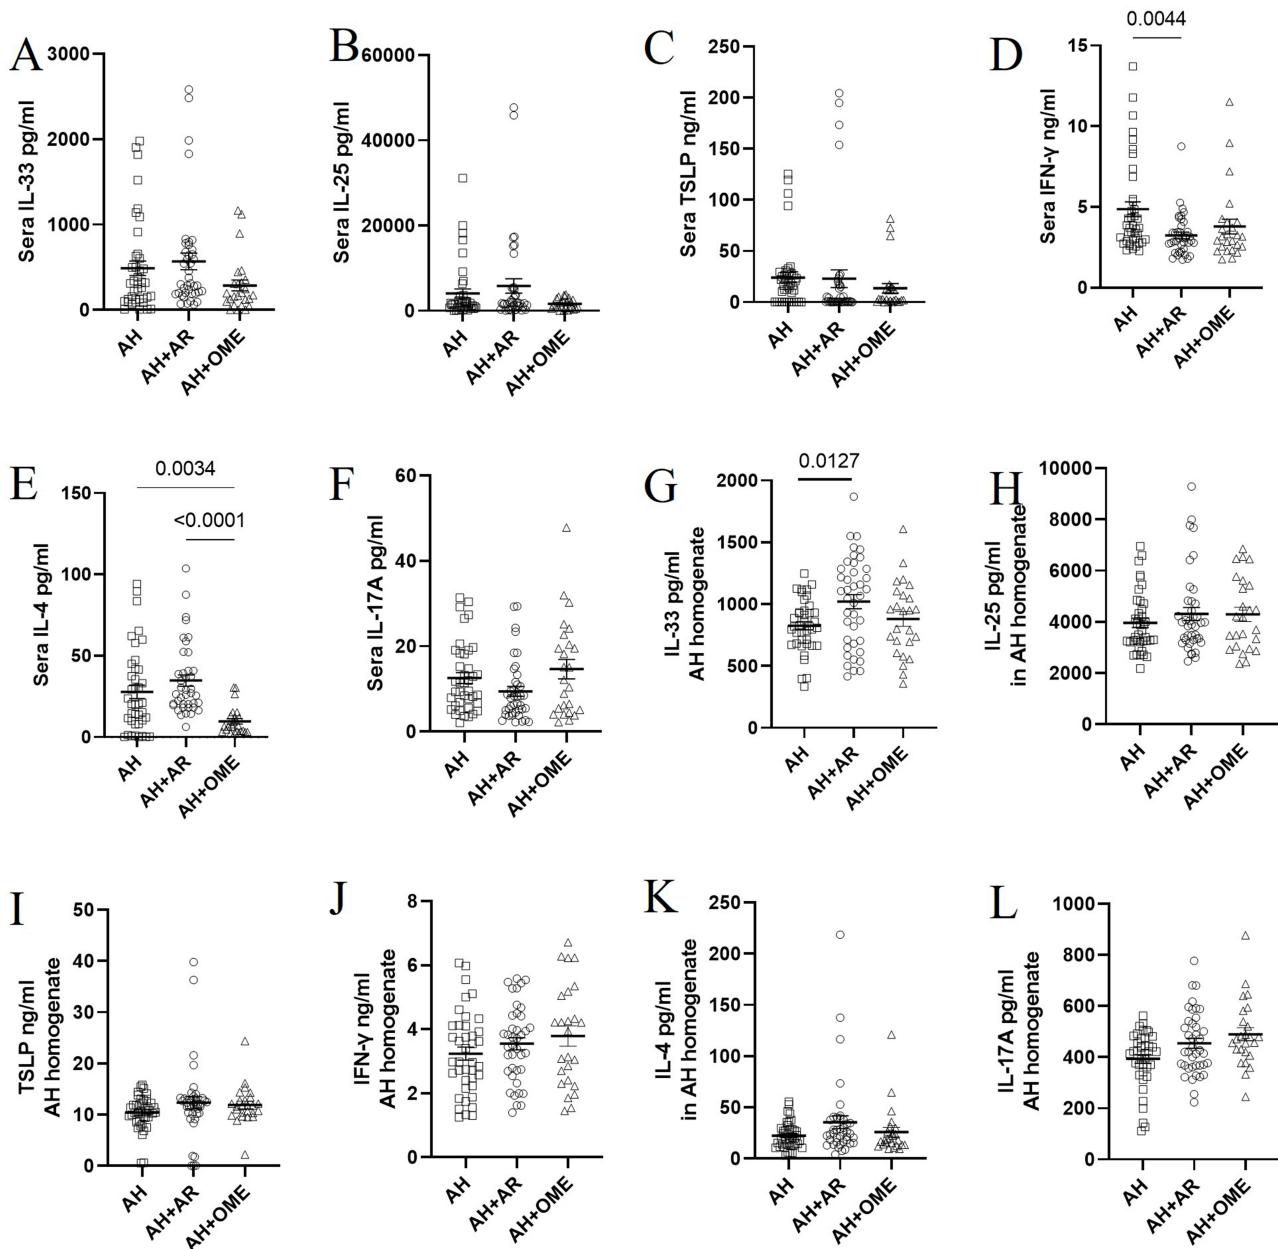 A
Sera IL-33 pg/ml
3000
2000
1000
0
AH
AH+AR
AH+OME
B
Sera IL-25 pg/ml
60000
40000
20000
0
AH
AH+AR
AH+OME
C
Sera TSLP ng/ml
250
200
150
100
50
0
AH
AH+AR
AH+OME
D
Sera IFN-γ ng/ml
0.0044
15
10
5
0
AH
AH+AR
AH+OME
E
Sera IL-4 pg/ml
0.0034
<0.0001
150
100
50
0
AH
AH+AR
AH+OME
F
Sera IL-17A pg/ml
60
40
20
0
AH
AH+AR
AH+OME
G
IL-33 pg/ml
AH homogenate
0.0127
2000
1500
1000
500
0
AH
AH+AR
AH+OME
H
IL-25 pg/ml
in AH homogenate
10000
8000
6000
4000
2000
0
AH
AH+AR
AH+OME
I
TSLP ng/ml
AH homogenate
50
40
30
20
10
0
AH
AH+AR
AH+OME
J
IFN-γ ng/ml
AH homogenate
8
6
4
2
0
AH
AH+AR
AH+OME
K
IL-4 pg/ml
in AH homogenate
250
200
150
100
50
0
AH
AH+AR
AH+OME
L
IL-17A pg/ml
AH homogenate
1000
800
600
400
200
0
AH
AH+AR
AH+OME